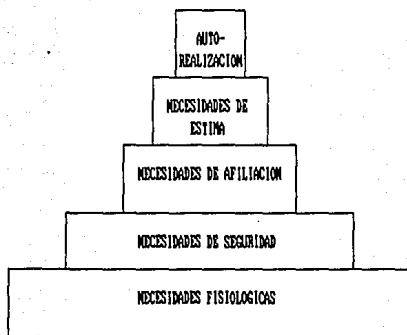 AUTO-
REALIZACION
NECESIDADES DE
ESTIMA
NECESIDADES DE AFILIACION
NECESIDADES DE SEGURIDAD
NECESIDADES FISIOLOGICAS